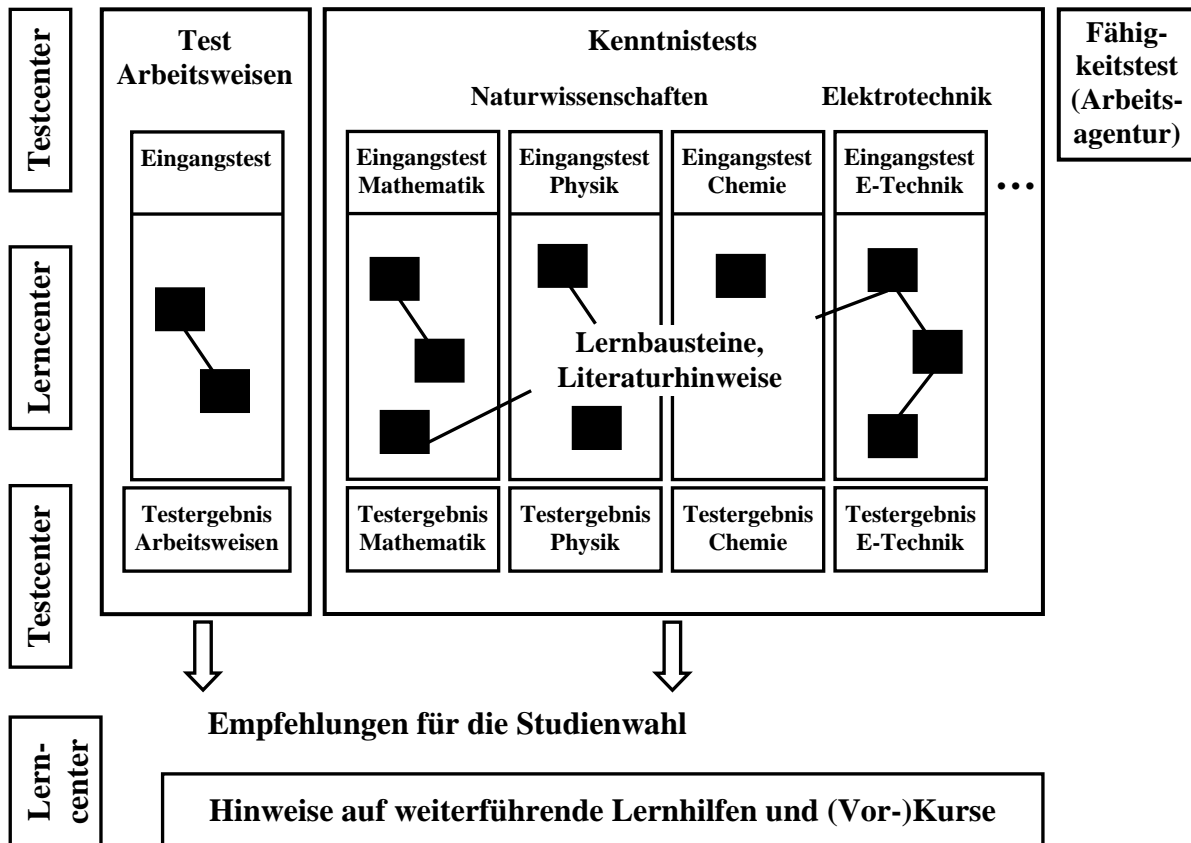 Testcenter
Test
Arbeitsweisen
Kenntnistests
Fähig-
keitstest
(Arbeits-
agentur)
Naturwissenschaften
Elektrotechnik
Eingangstest
Eingangstest
Mathematik
Eingangstest
Physik
Eingangstest
Chemie
Eingangstest
E-Technik
...
Lerncenter
Lernbausteine,
Literaturhinweise
Testcenter
Testergebnis
Arbeitsweisen
Testergebnis
Mathematik
Testergebnis
Physik
Testergebnis
Chemie
Testergebnis
E-Technik
Empfehlungen für die Studienwahl
Lern-
center
Hinweise auf weiterführende Lernhilfen und (Vor-)Kurse